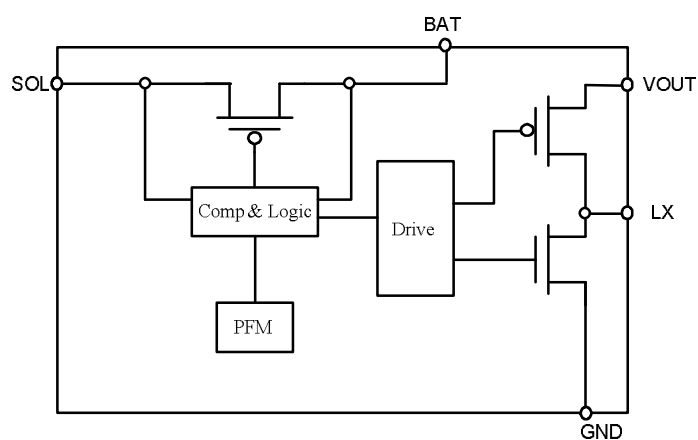 BAT
SOL
VOUT
Comp & Logic
LX
Drive
PFM
GND